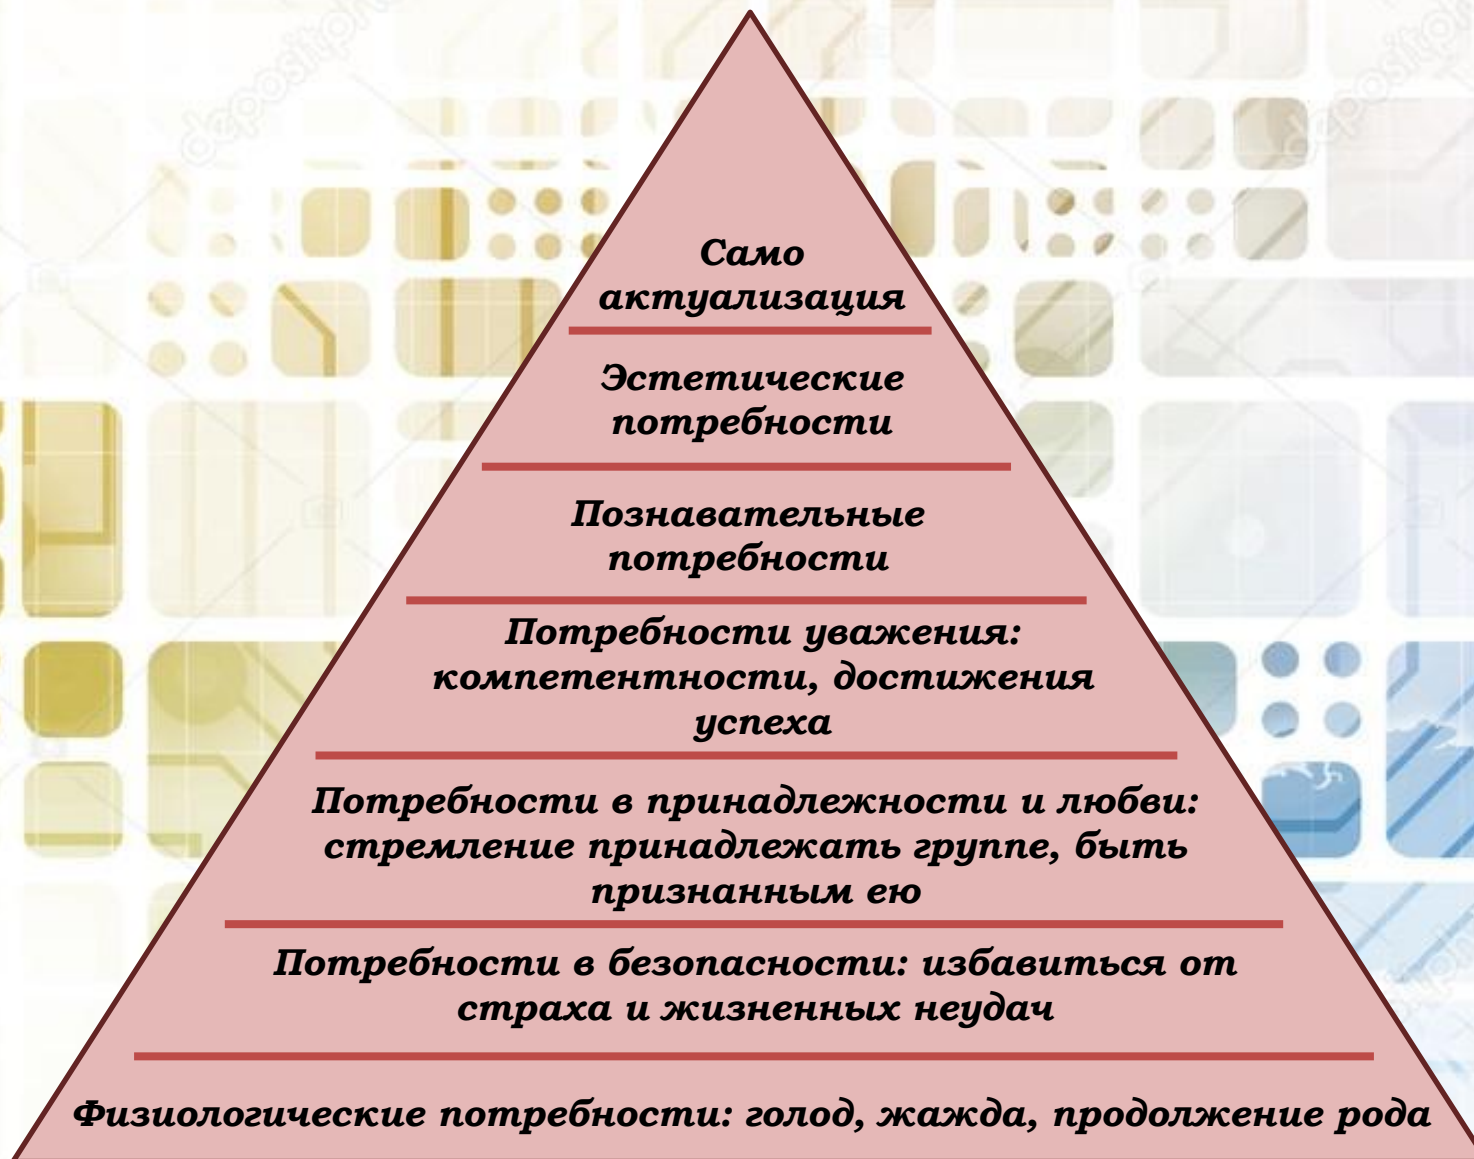 Само
актуализация
Эстетические
потребности
Познавательные
потребности
Потребности уважения:
компетентности, достижения
успеха
Потребности в принадлежности и любви:
стремление принадлежать группе, быть
признанным ею
Потребности в безопасности: избавиться от
страха и жизненных неудач
Физиологические потребности: голод, жажда, продолжение рода